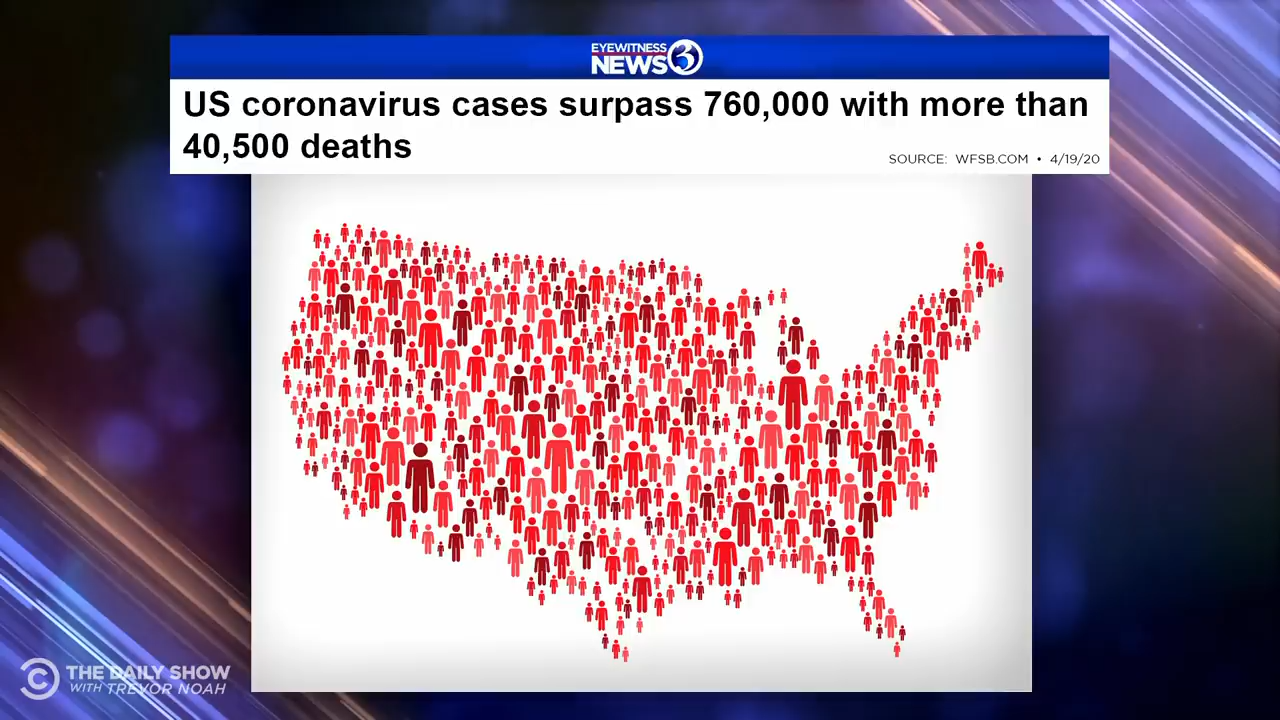 EYEWITNESS
NEWS 3
US coronavirus cases surpass 760,000 with more than
40,500 deaths
SOURCE: WFSB.COM • 4/19/20
THE DAILY SHOW
WITH TREVOR NOAH